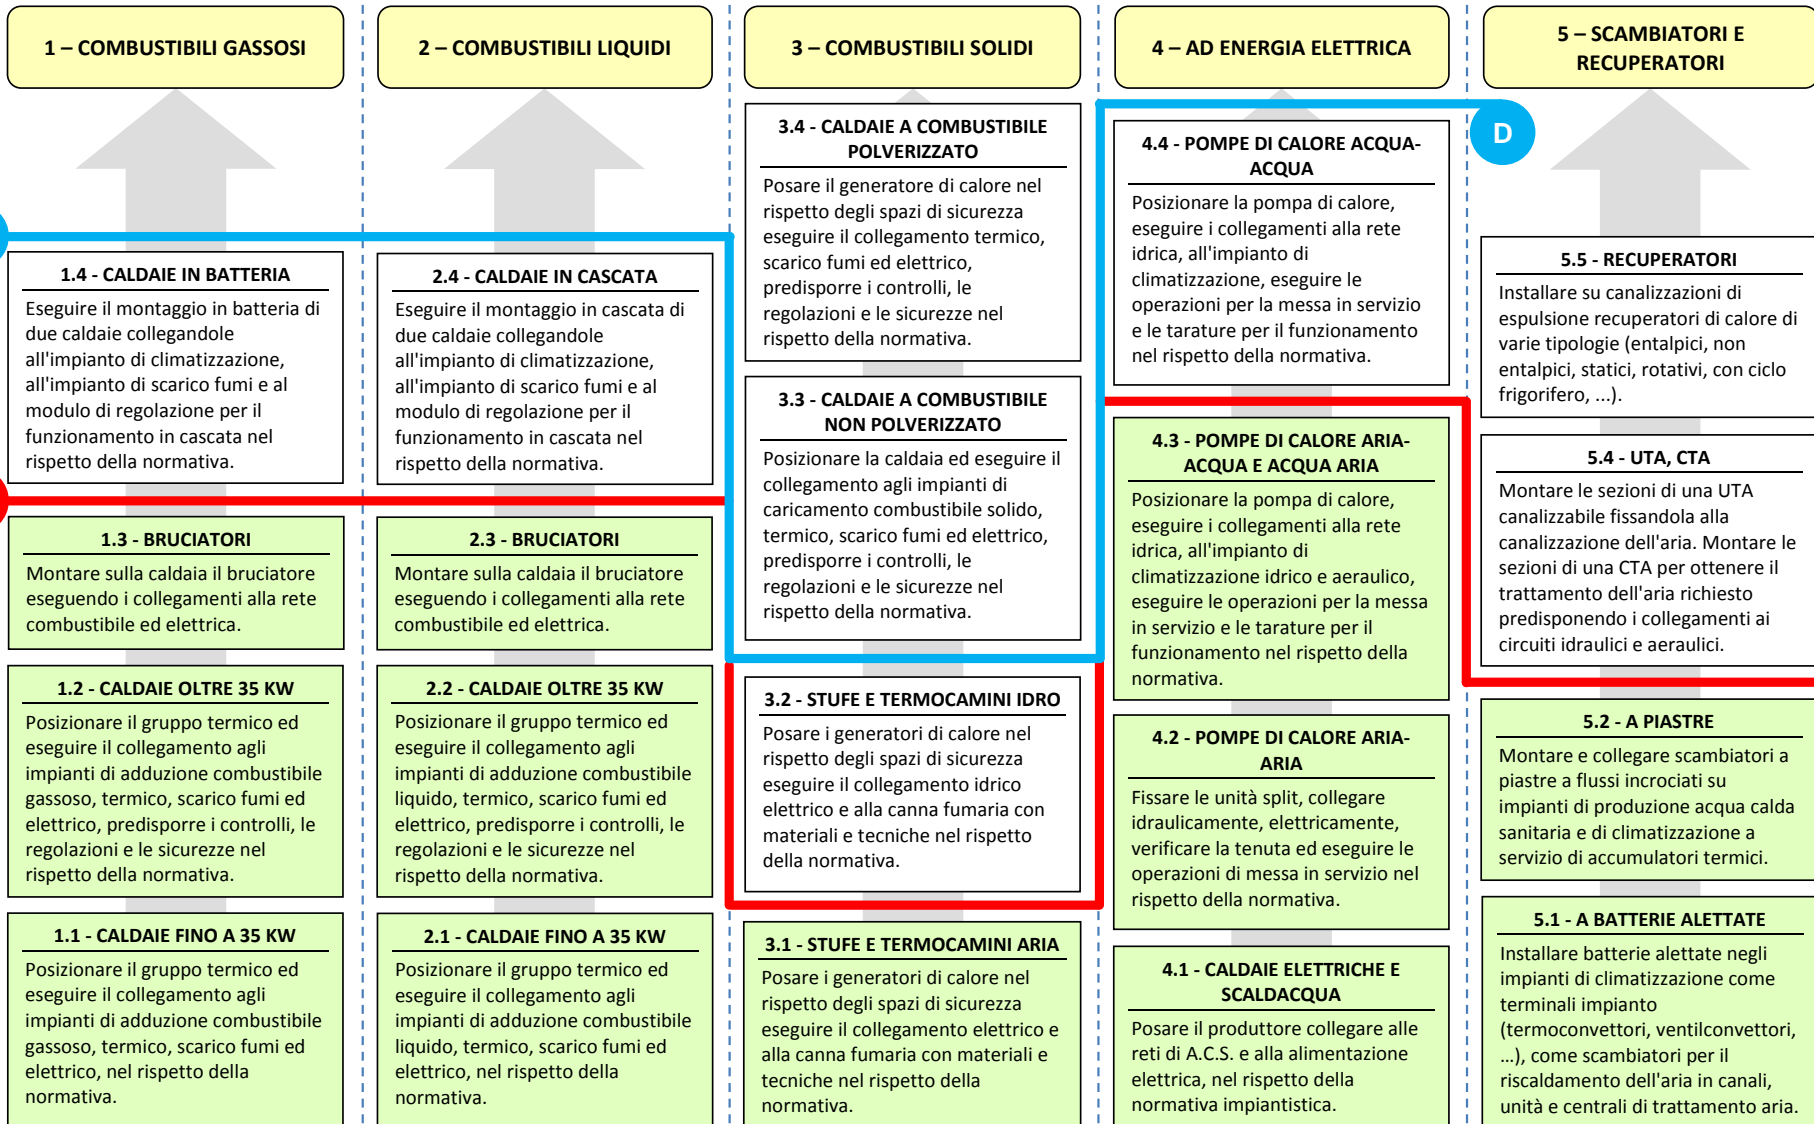 1 – COMBUSTIBILI GASSOSI
2 – COMBUSTIBILI LIQUIDI
3 – COMBUSTIBILI SOLIDI
4 – AD ENERGIA ELETTRICA
5 – SCAMBIATORI E
RECUPERATORI
1.4 - CALDAIE IN BATTERIA
Eseguire il montaggio in batteria di
due caldaie collegandole
all'impianto di climatizzazione,
all'impianto di scarico fumi e al
modulo di regolazione per il
funzionamento in cascata nel
rispetto della normativa.
1.3 - BRUCIATORI
Montare sulla caldaia il bruciatore
eseguendo i collegamenti alla rete
combustibile ed elettrica.
1.2 - CALDAIE OLTRE 35 KW
Posizionare il gruppo termico ed
eseguire il collegamento agli
impianti di adduzione combustibile
gassoso, termico, scarico fumi ed
elettrico, predisporre i controlli, le
regolazioni e le sicurezze nel
rispetto della normativa.
1.1 - CALDAIE FINO A 35 KW
Posizionare il gruppo termico ed
eseguire il collegamento agli
impianti di adduzione combustibile
gassoso, termico, scarico fumi ed
elettrico, nel rispetto della
normativa.
2.4 - CALDAIE IN CASCATA
Eseguire il montaggio in cascata di
due caldaie collegandole
all'impianto di climatizzazione,
all'impianto di scarico fumi e al
modulo di regolazione per il
funzionamento in cascata nel
rispetto della normativa.
2.3 - BRUCIATORI
Montare sulla caldaia il bruciatore
eseguendo i collegamenti alla rete
combustibile ed elettrica.
2.2 - CALDAIE OLTRE 35 KW
Posizionare il gruppo termico ed
eseguire il collegamento agli
impianti di adduzione combustibile
liquido, termico, scarico fumi ed
elettrico, predisporre i controlli, le
regolazioni e le sicurezze nel
rispetto della normativa.
2.1 - CALDAIE FINO A 35 KW
Posizionare il gruppo termico ed
eseguire il collegamento agli
impianti di adduzione combustibile
liquido, termico, scarico fumi ed
elettrico, nel rispetto della
normativa.
3.4 - CALDAIE A COMBUSTIBILE
POLVERIZZATO
Posare il generatore di calore nel
rispetto degli spazi di sicurezza
eseguire il collegamento termico,
scarico fumi ed elettrico,
predisporre i controlli, le
regolazioni e le sicurezze nel
rispetto della normativa.
3.3 - CALDAIE A COMBUSTIBILE
NON POLVERIZZATO
Posizionare la caldaia ed eseguire il
collegamento agli impianti di
caricamento combustibile solido,
termico, scarico fumi ed elettrico,
predisporre i controlli, le
regolazioni e le sicurezze nel
rispetto della normativa.
3.2 - STUFE E TERMOCAMINI IDRO
Posare i generatori di calore nel
rispetto degli spazi di sicurezza
eseguire il collegamento idrico
elettrico e alla canna fumaria con
materiali e tecniche nel rispetto
della normativa.
3.1 - STUFE E TERMOCAMINI ARIA
Posare i generatori di calore nel
rispetto degli spazi di sicurezza
eseguire il collegamento elettrico e
alla canna fumaria con materiali e
tecniche nel rispetto della
normativa.
4.4 - POMPE DI CALORE ACQUA-
ACQUA
Posizionare la pompa di calore,
eseguire i collegamenti alla rete
idrica, all'impianto di
climatizzazione, eseguire le
operazioni per la messa in servizio
e le tarature per il funzionamento
nel rispetto della normativa.
4.3 - POMPE DI CALORE ARIA-
ACQUA E ACQUA ARIA
Posizionare la pompa di calore,
eseguire i collegamenti alla rete
idrica, all'impianto di
climatizzazione idrico e aeraulico,
eseguire le operazioni per la messa
in servizio e le tarature per il
funzionamento nel rispetto della
normativa.
4.2 - POMPE DI CALORE ARIA-
ARIA
Fissare le unità split, collegare
idraulicamente, elettricamente,
verificare la tenuta ed eseguire le
operazioni di messa in servizio nel
rispetto della normativa.
4.1 - CALDAIE ELETTRICHE E
SCALDACQUA
Posare il produttore collegare alle
reti di A.C.S. e alla alimentazione
elettrica, nel rispetto della
normativa impiantistica.
D
5.5 - RECUPERATORI
Installare su canalizzazioni di
espulsione recuperatori di calore di
varie tipologie (entalpici, non
entalpici, statici, rotativi, con ciclo
frigorifero, ...).
5.4 - UTA, CTA
Montare le sezioni di una UTA
canalizzabile fissandola alla
canalizzazione dell'aria. Montare le
sezioni di una CTA per ottenere il
trattamento dell'aria richiesto
predisponendo i collegamenti ai
circuiti idraulici e aeraulici.
5.2 - A PIASTRE
Montare e collegare scambiatori a
piastre a flussi incrociati su
impianti di produzione acqua calda
sanitaria e di climatizzazione a
servizio di accumulatori termici.
5.1 - A BATTERIE ALETTATE
Installare batterie alettate negli
impianti di climatizzazione come
terminali impianto
(termoconvettori, ventilconvettori,
…), come scambiatori per il
riscaldamento dell'aria in canali,
unità e centrali di trattamento aria.